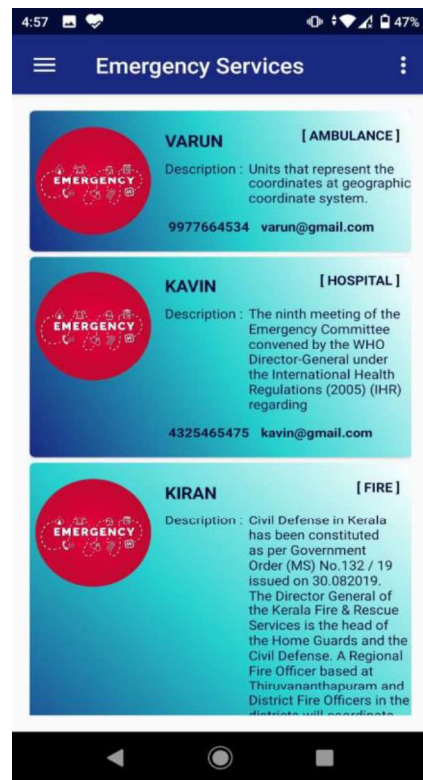 4:57 47%
Emergency Services
VARUN [ AMBULANCE ]
EMERGENCY
Description : Units that represent the
coordinates at geographic
coordinate system.
9977664534 varun@gmail.com
KAVIN [ HOSPITAL ]
EMERGENCY
Description : The ninth meeting of the
Emergency Committee
convened by the WHO
Director-General under
the International Health
Regulations (2005) (IHR)
regarding
4325465475 kavin@gmail.com
KIRAN [ FIRE ]
EMERGENCY
Description : Civil Defense in Kerala
has been constituted
as per Government
Order (MS) No.132 / 19
issued on 30.082019.
The Director General of
the Kerala Fire & Rescue
Services is the head of
the Home Guards and the
Civil Defense. A Regional
Fire Officer based at
Thiruvananthapuram and
District Fire Officers in the
districts will coordinate